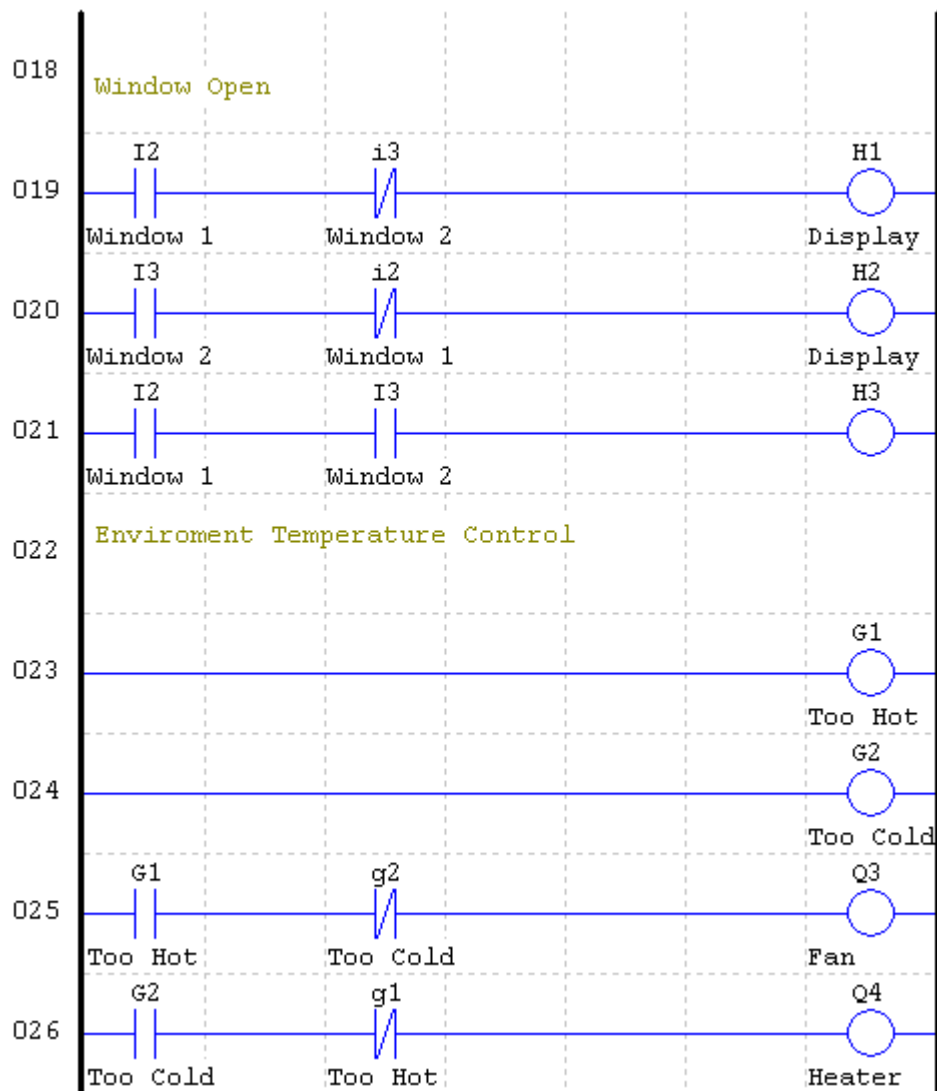 018
Window Open
I2 i3 H1
019
Window 1 Window 2 Display
I3 i2 H2
020
Window 2 Window 1 Display
I2 I3 H3
021
Window 1 Window 2
Enviroment Temperature Control
022
G1
023
Too Hot
G2
024
Too Cold
G1 g2 Q3
025
Too Hot Too Cold Fan
G2 g1 Q4
026
Too Cold Too Hot Heater